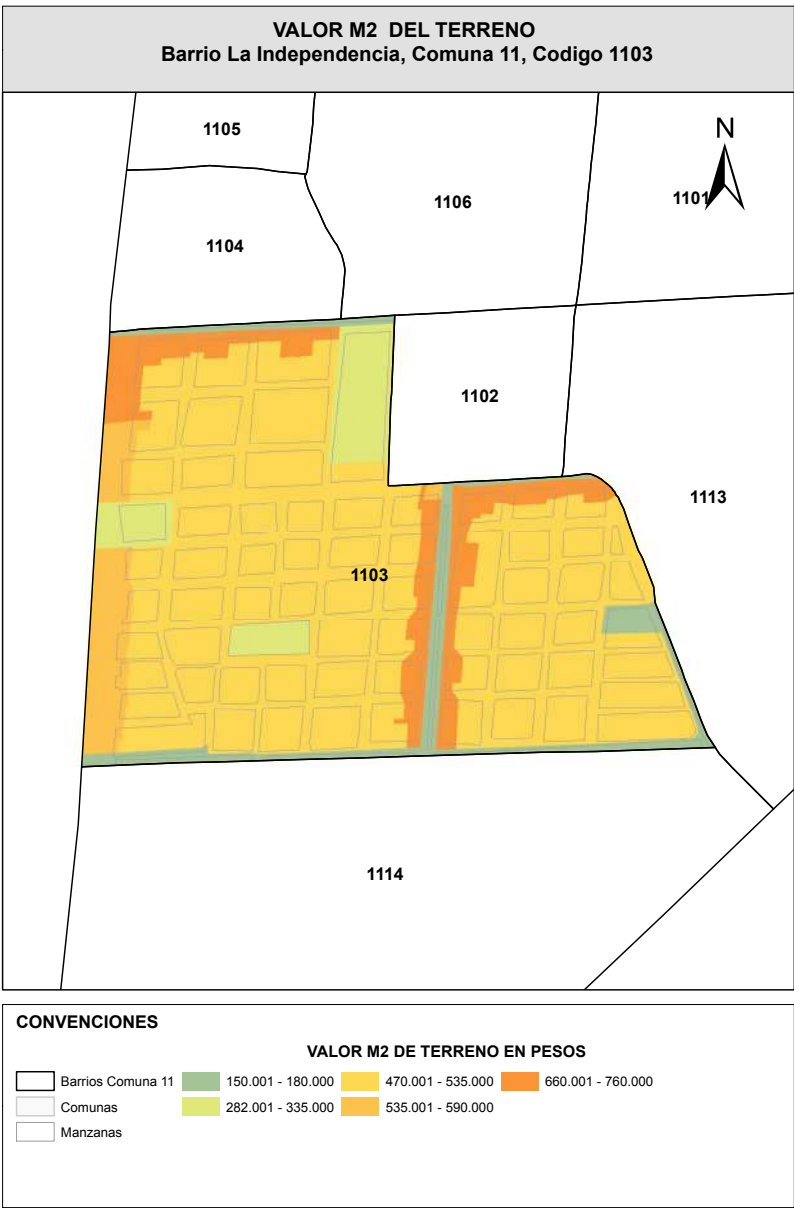 VALOR M2 DEL TERRENO
Barrio La Independencia, Comuna 11, Codigo 1103
1105
N
1106
1101
1104
1102
1113
1103
1114
CONVENCIONES
VALOR M2 DE TERRENO EN PESOS
Barrios Comuna 11 150.001 - 180.000 470.001 - 535.000 660.001 - 760.000
Comunas 282.001 - 335.000 535.001 - 590.000
Manzanas